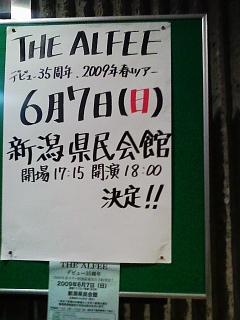 THE ALFEE
デビュー35周年、2009年春ツアー
6月7日(日)
新潟県民会館
開場17:15 開演18:00
決定!!
THE ALFEE
デビュー35周年
2009年6月7日(日)
新潟県民会館